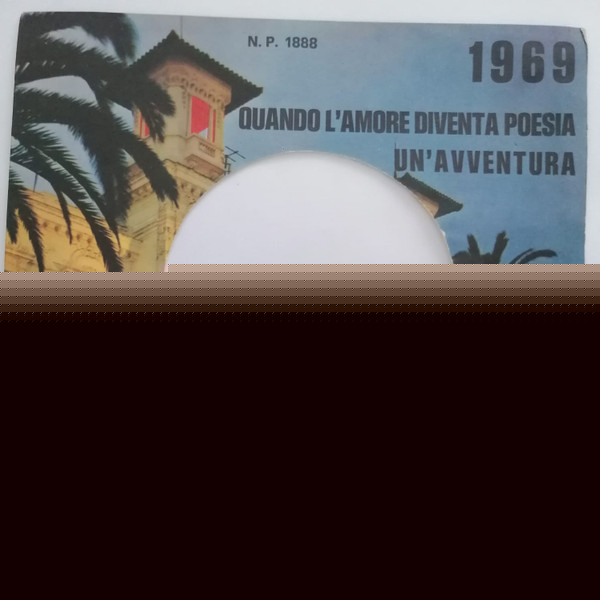 N. P. 1888
1969
QUANDO L'AMORE DIVENTA POESIA
UN'AVVENTURA